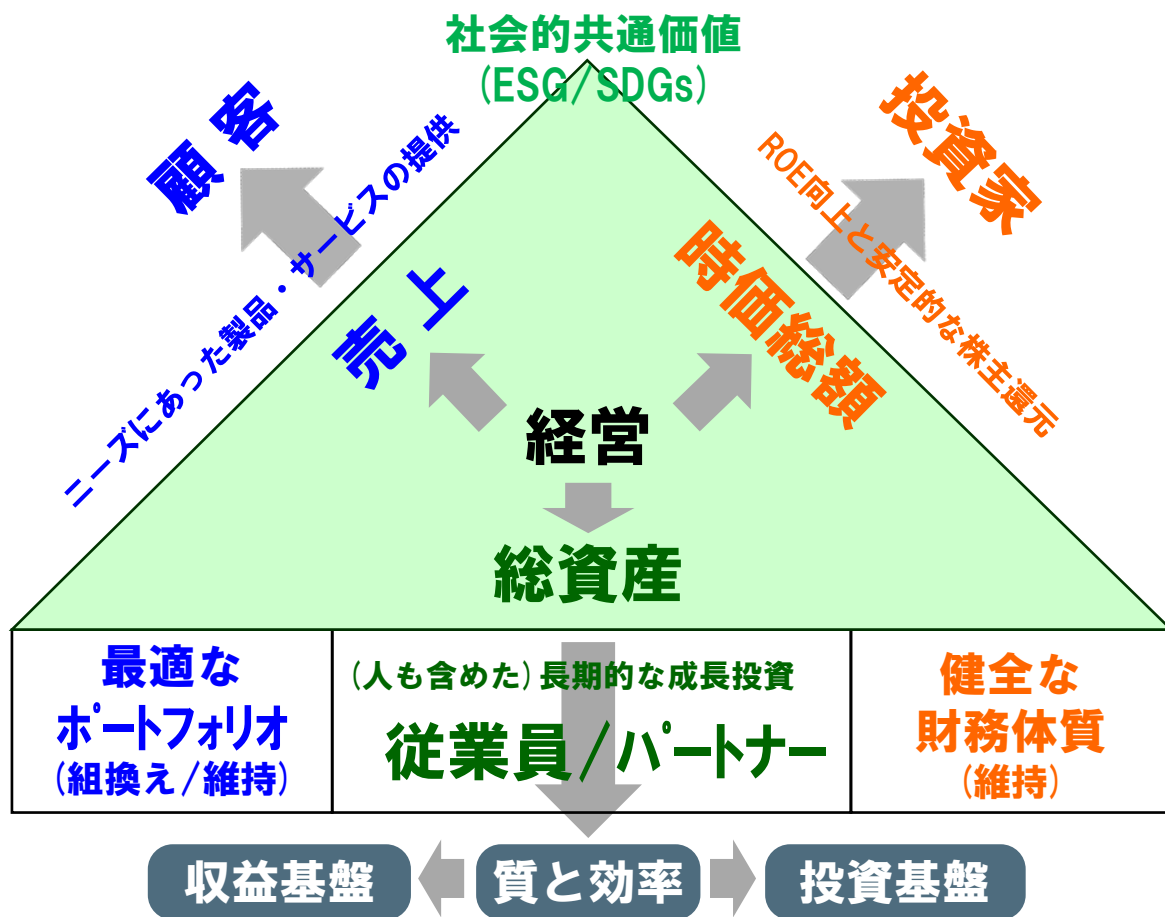 社会的共通価値
(ESG/SDGs)
顧客
ニーズにあった製品・サービスの提供
投資家
ROE向上と安定的な株主還元
売上
時価総額
経営
総資産
最適な
ポートフォリオ
(組換え/維持)
(人も含めた)長期的な成長投資
従業員/パートナー
健全な
財務体質
(維持)
収益基盤
質と効率
投資基盤